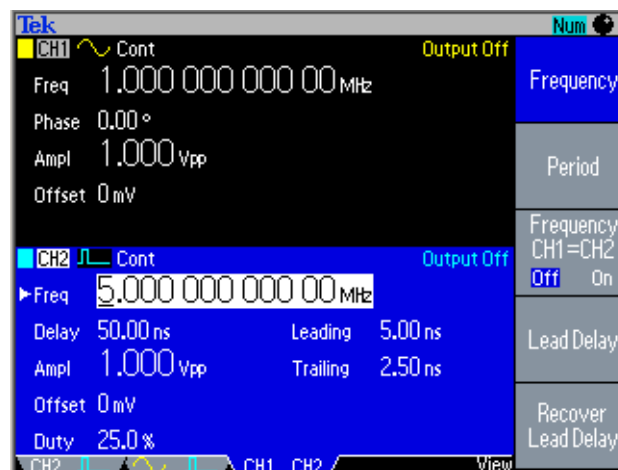 Tek Num
CH1 Cont Output Off
Freq 1.000 000 000 00 MHz
Phase 0.00 °
Ampl 1.000 Vpp
Offset 0 mV
CH2 Cont Output Off
Freq 5.000 000 000 00 MHz
Delay 50.00 ns Leading 5.00 ns
Ampl 1.000 Vpp Trailing 2.50 ns
Offset 0 mV
Duty 25.0 %
CH2 CH1 CH2 View
Frequency
Period
Frequency
CH1=CH2
Off On
Lead Delay
Recover
Lead Delay